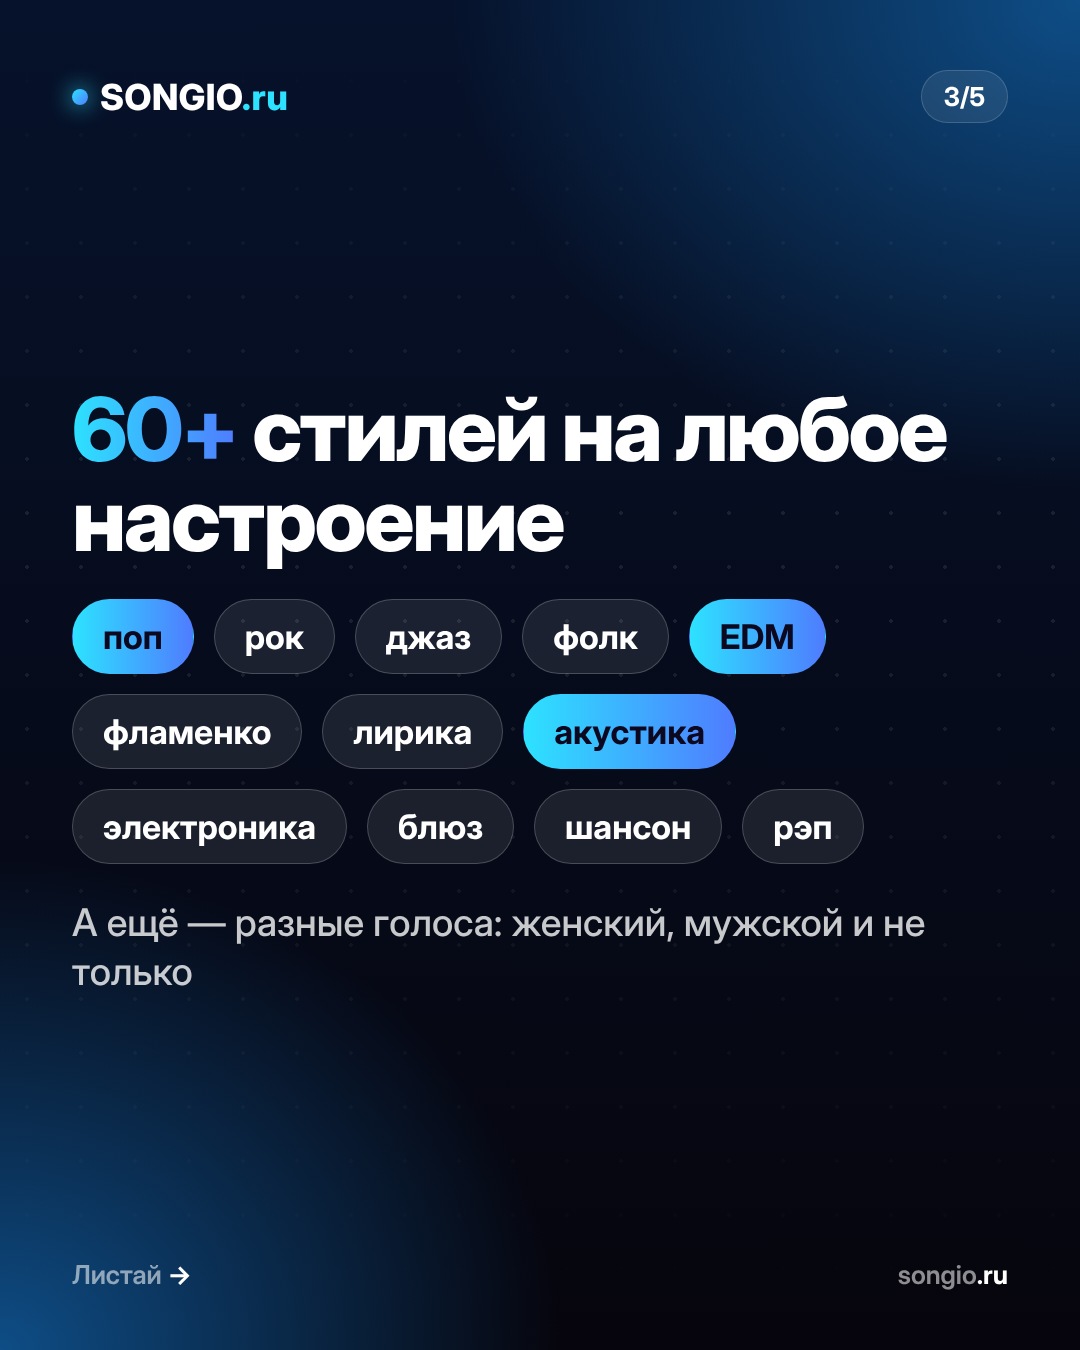 SONGIO.ru
3/5
60+ стилей на любое
настроение
поп рок джаз фолк EDM
фламенко лирика акустика
электроника блюз шансон рэп
А ещё — разные голоса: женский, мужской и не
только
Листай →
songio.ru